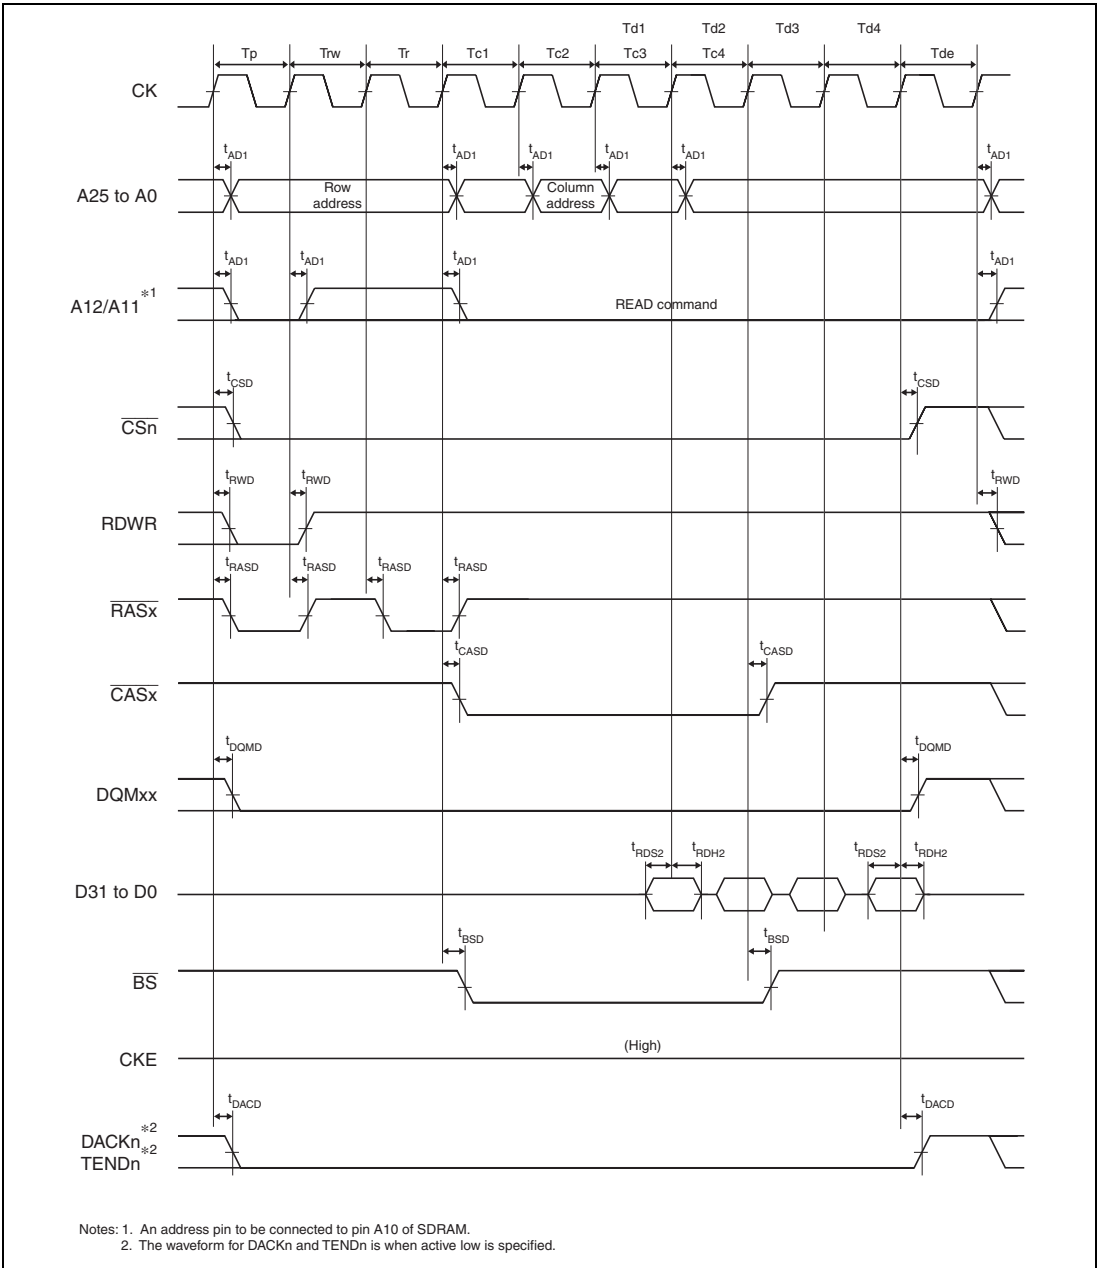 Td1 Td2 Td3 Td4
Tp Trw Tr Tc1 Tc2 Tc3 Tc4 Tde
CK
tAD1 tAD1 tAD1 tAD1 tAD1 tAD1
A25 to A0 Row address Column address
tAD1 tAD1 tAD1 tAD1
A12/A11*1 READ command
tCSD tCSD
CSn
tRWD tRWD tRWD
RDWR
tRASD tRASD tRASD tRASD
RASx
tCASD tCASD
CASx
tDQMD tDQMD
DQMxx
tRDS2 tRDH2 tRDS2 tRDH2
D31 to D0
tBSD tBSD
BS
(High)
CKE
tDACD tDACD
DACKn*2
TENDn*2
Notes: 1. An address pin to be connected to pin A10 of SDRAM.
2. The waveform for DACKn and TENDn is when active low is specified.